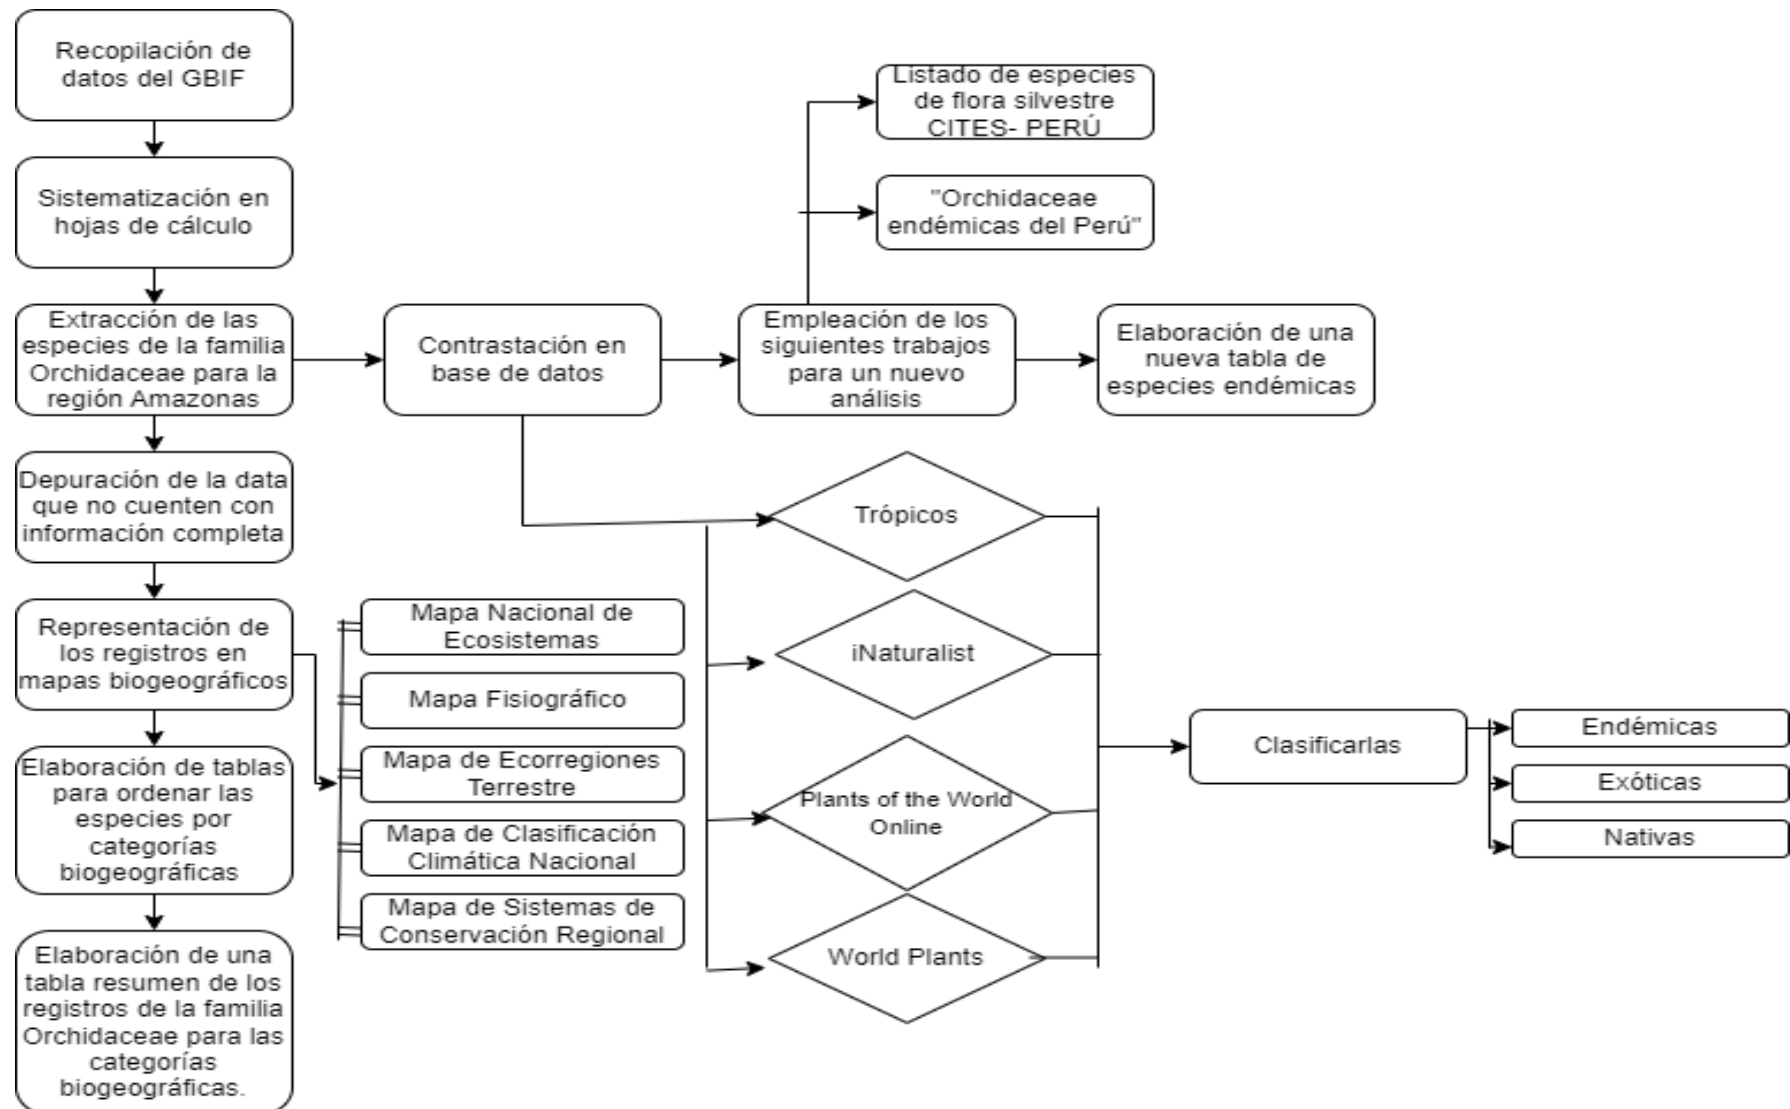 Recopilación de
datos del GBIF
Sistematización en
hojas de cálculo
Extracción de las
especies de la familia
Orchidaceae para la
región Amazonas
Depuración de la data
que no cuenten con
información completa
Representación de
los registros en
mapas biogeográficos
Elaboración de tablas
para ordenar las
especies por
categorías
biogeográficas
Elaboración de una
tabla resumen de los
registros de la familia
Orchidaceae para las
categorías
biogeográficas.
Contrastación en
base de datos
Empleación de los
siguientes trabajos
para un nuevo
análisis
Listado de especies
de flora silvestre
CITES- PERÚ
"Orchidaceae
endémicas del Perú"
Elaboración de una
nueva tabla de
especies endémicas
Mapa Nacional de
Ecosistemas
Mapa Fisiográfico
Mapa de Ecorregiones
Terrestre
Mapa de Clasificación
Climática Nacional
Mapa de Sistemas de
Conservación Regional
Trópicos
iNaturalist
Plants of the World
Online
World Plants
Clasificarlas
Endémicas
Exóticas
Nativas